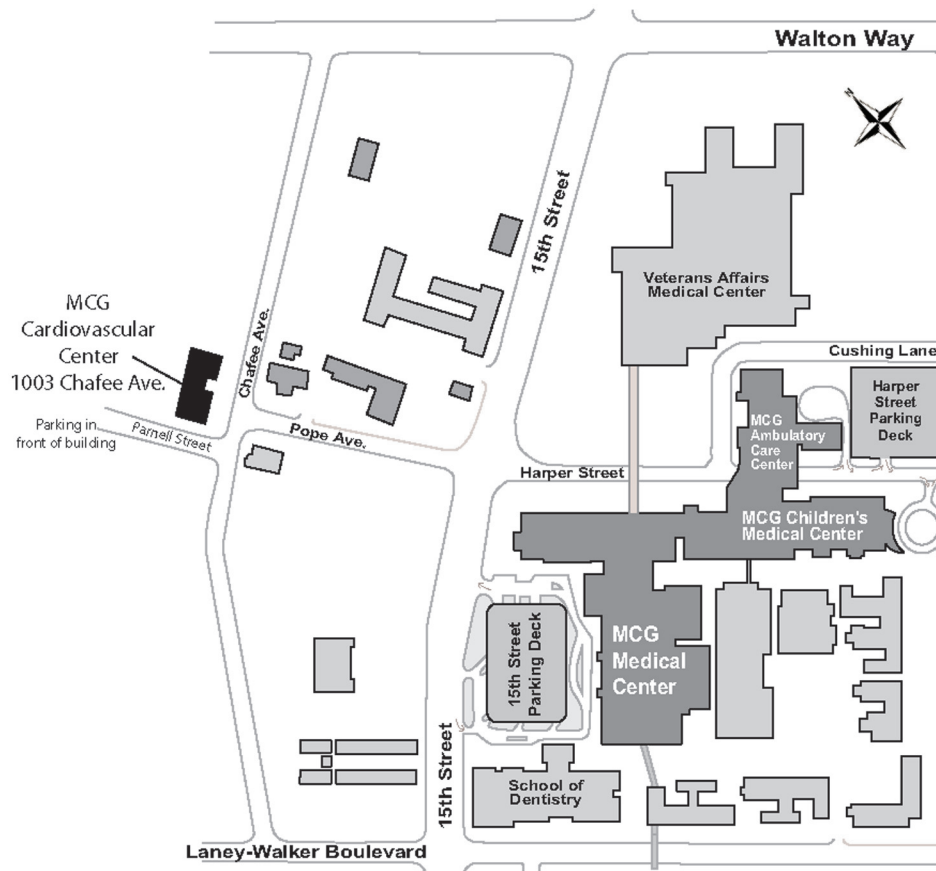 Walton Way
N
15th Street
Veterans Affairs
Medical Center
MCG
Cardiovascular
Center
1003 Chafee Ave.
Chafee Ave.
Parking in
front of building
Parnell Street
Pope Ave.
Cushing Lane
Harper
Street
Parking
Deck
MCG
Ambulatory
Care
Center
Harper Street
MCG Children's
Medical Center
MCG
Medical
Center
15th Street
Parking Deck
15th Street
School of
Dentistry
Laney-Walker Boulevard